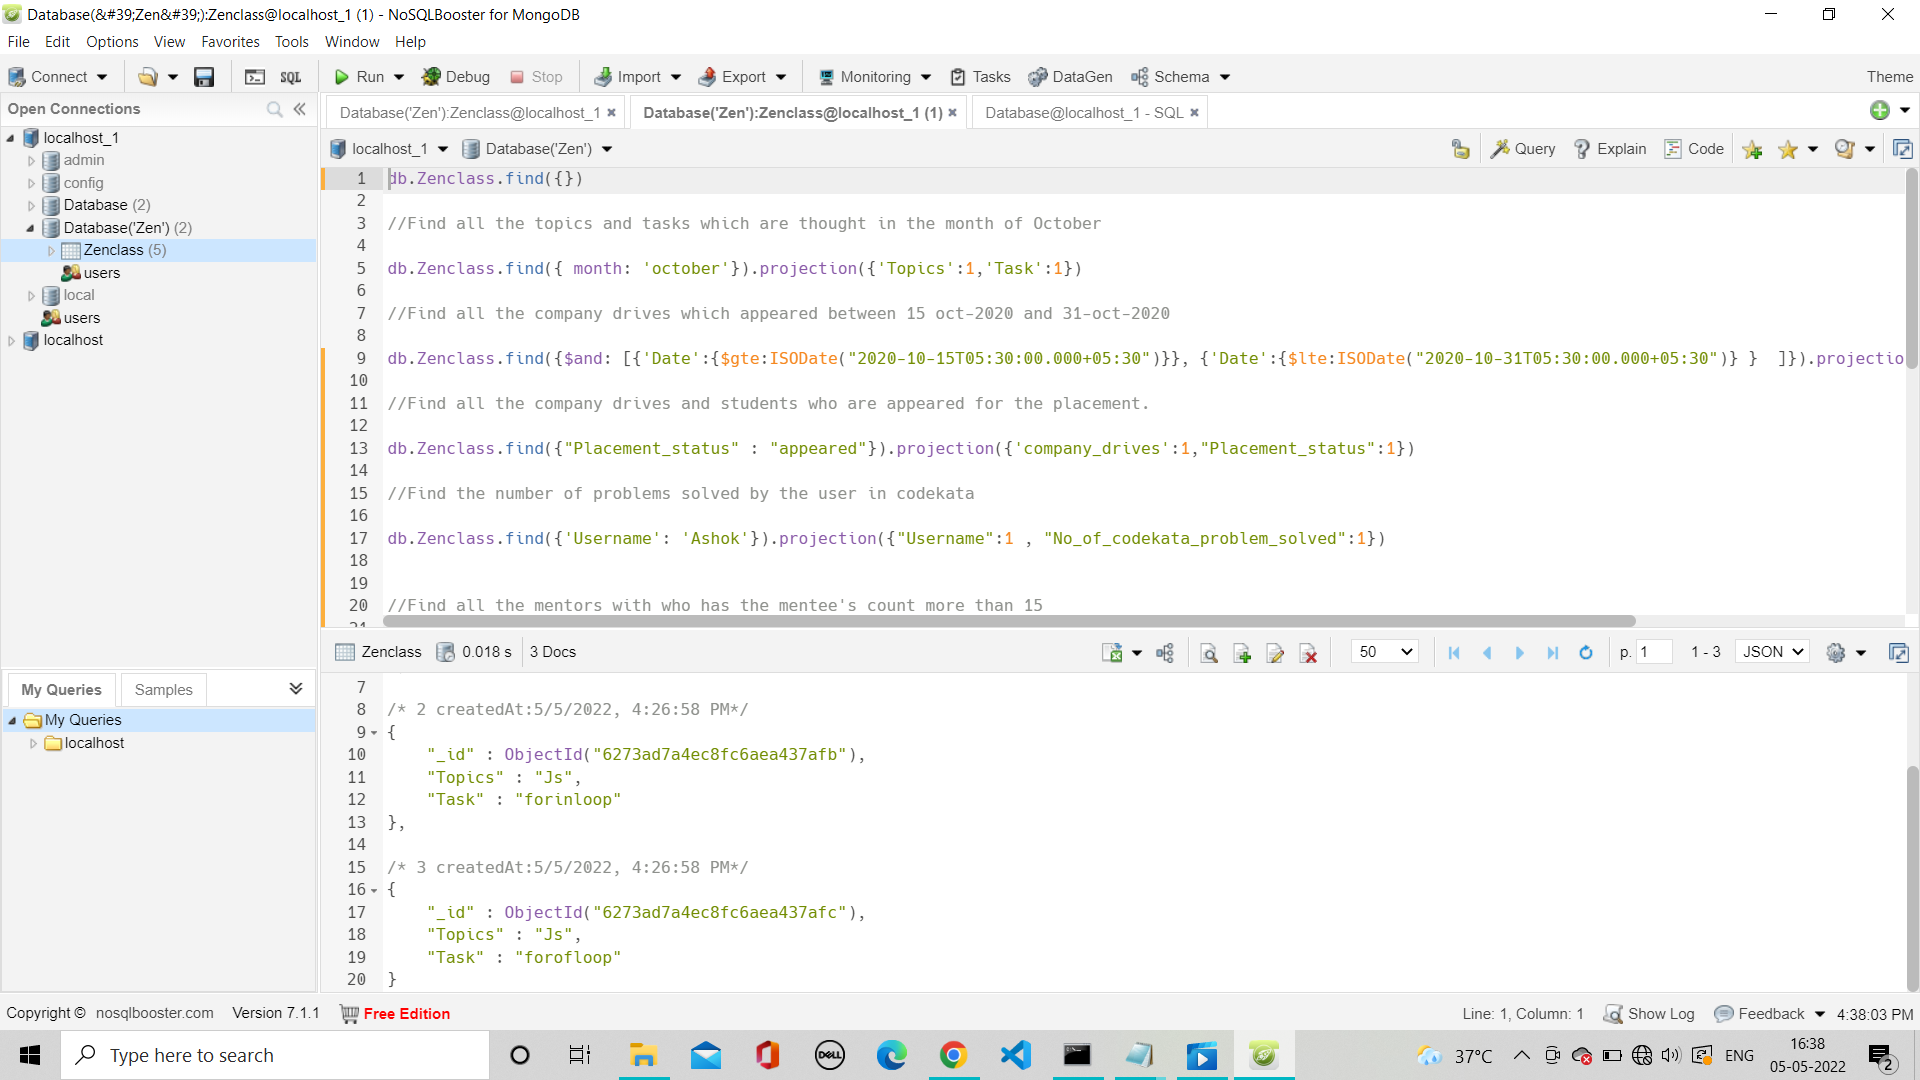 Database(&#39;Zen&#39;):Zenclass@localhost_1 (1) - NoSQLBooster for MongoDB
File Edit Options View Favorites Tools Window Help
Connect SQL Run Debug Stop Import Export Monitoring Tasks DataGen Schema Theme
Open Connections
Database('Zen'):Zenclass@localhost_1 Database('Zen'):Zenclass@localhost_1 (1) Database@localhost_1 - SQL
localhost_1
admin
config
Database (2)
Database('Zen') (2)
Zenclass (5)
users
local
users
localhost
localhost_1 Database('Zen') Query Explain Code
1 db.Zenclass.find({})
2
3 //Find all the topics and tasks which are thought in the month of October
4
5 db.Zenclass.find({ month: 'october'}).projection({'Topics':1,'Task':1})
6
7 //Find all the company drives which appeared between 15 oct-2020 and 31-oct-2020
8
9 db.Zenclass.find({$and: [{'Date':{$gte:ISODate("2020-10-15T05:30:00.000+05:30")}}, {'Date':{$lte:ISODate("2020-10-31T05:30:00.000+05:30")} }  ]}).projectio
10
11 //Find all the company drives and students who are appeared for the placement.
12
13 db.Zenclass.find({"Placement_status" : "appeared"}).projection({'company_drives':1,"Placement_status":1})
14
15 //Find the number of problems solved by the user in codekata
16
17 db.Zenclass.find({'Username': 'Ashok'}).projection({"Username":1 , "No_of_codekata_problem_solved":1})
18
19
20 //Find all the mentors with who has the mentee's count more than 15
21
Zenclass 0.018 s 3 Docs 50 p. 1 1 - 3 JSON
7
8 /* 2 createdAt:5/5/2022, 4:26:58 PM*/
9 {
10 "_id" : ObjectId("6273ad7a4ec8fc6aea437afb"),
11 "Topics" : "Js",
12 "Task" : "forinloop"
13 },
14
15 /* 3 createdAt:5/5/2022, 4:26:58 PM*/
16 {
17 "_id" : ObjectId("6273ad7a4ec8fc6aea437afc"),
18 "Topics" : "Js",
19 "Task" : "forofloop"
20 }
My Queries Samples
My Queries
localhost
Copyright © nosqlbooster.com Version 7.1.1 Free Edition Line: 1, Column: 1 Show Log Feedback 4:38:03 PM
Type here to search DELL 37°C ENG 16:38
05-05-2022 2